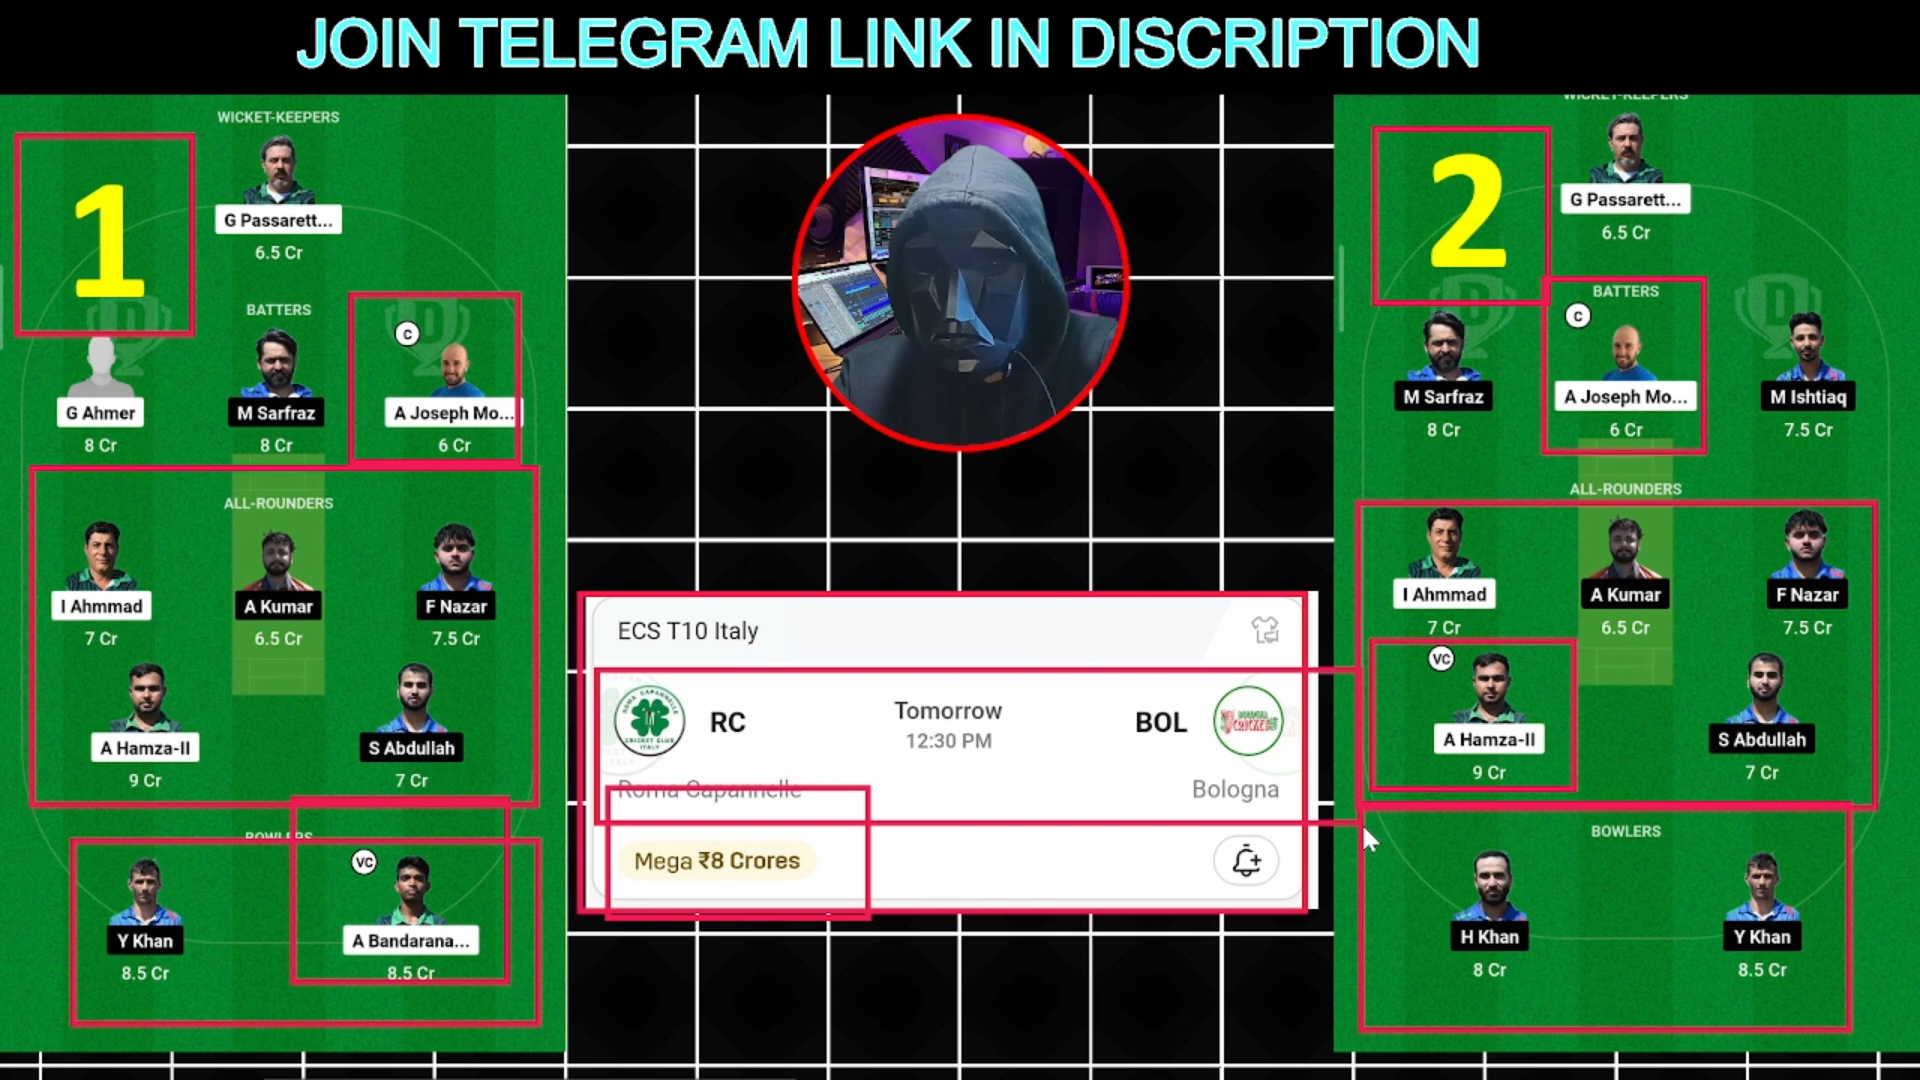 JOIN TELEGRAM LINK IN DISCRIPTION
WICKET-KEEPERS
1
G Passarett...
6.5 Cr
BATTERS
C
G Ahmer
M Sarfraz
A Joseph Mo...
8 Cr
8 Cr
6 Cr
ALL-ROUNDERS
I Ahmmad
A Kumar
F Nazar
7 Cr
6.5 Cr
7.5 Cr
A Hamza-II
S Abdullah
9 Cr
7 Cr
BOWLERS
VC
Y Khan
A Bandarana...
8.5 Cr
8.5 Cr
ECS T10 Italy
RC
Tomorrow
12:30 PM
BOL
Roma Capannelle
Bologna
Mega ₹8 Crores
WICKET-KEEPERS
2
G Passarett...
6.5 Cr
BATTERS
C
M Sarfraz
A Joseph Mo...
M Ishtiaq
8 Cr
6 Cr
7.5 Cr
ALL-ROUNDERS
I Ahmmad
A Kumar
F Nazar
7 Cr
6.5 Cr
7.5 Cr
VC
A Hamza-II
S Abdullah
9 Cr
7 Cr
BOWLERS
H Khan
Y Khan
8 Cr
8.5 Cr